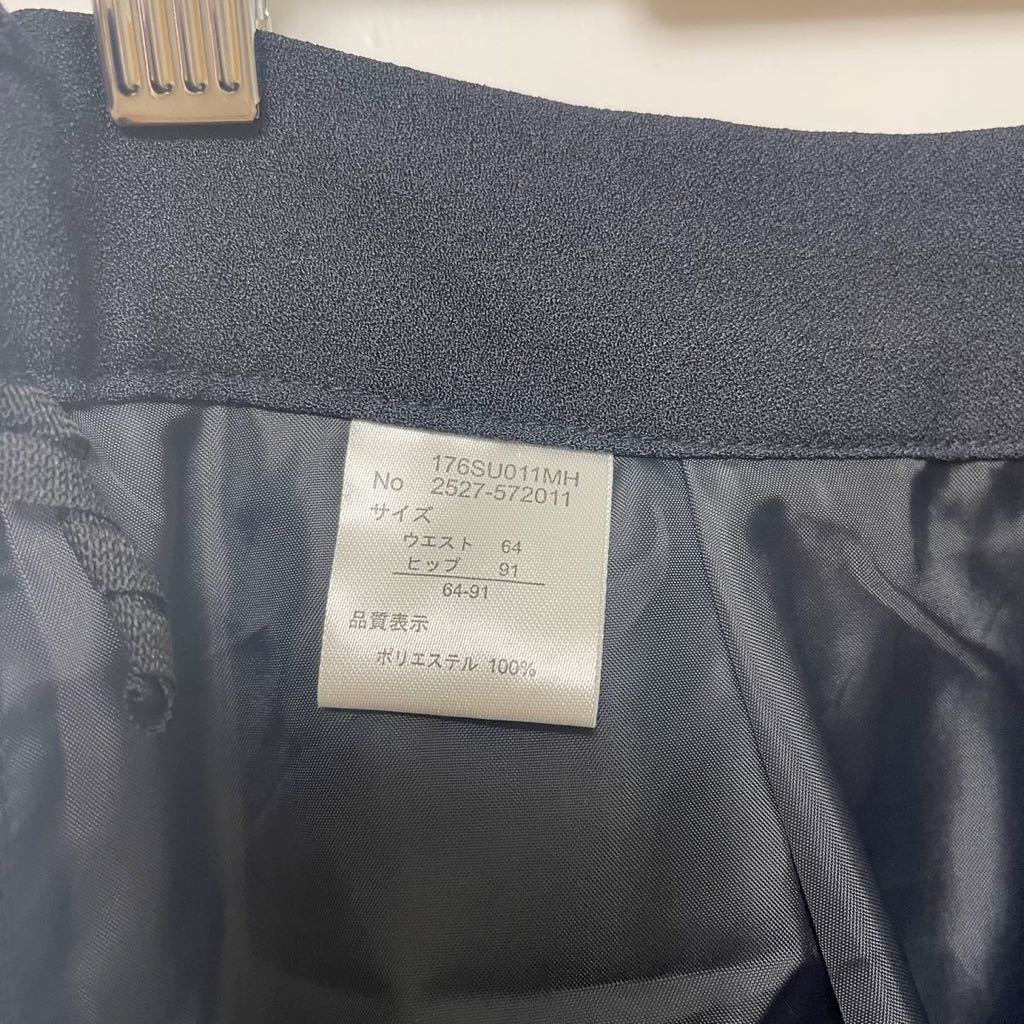 176SU011MH
No 2527-572011
サイズ
ウエスト 64
ヒップ 91
64-91
品質表示
ポリエステル 100%